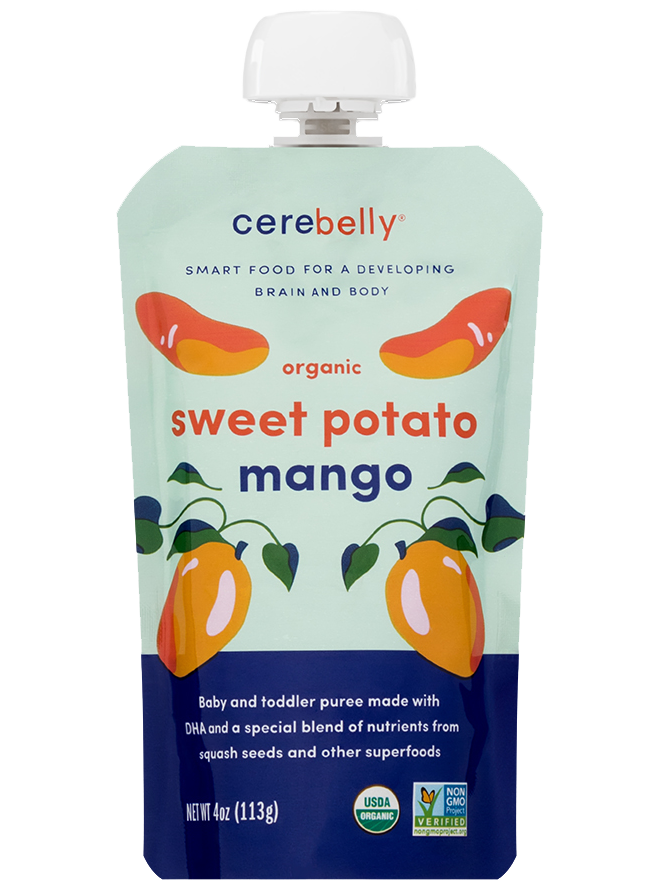 cerebelly®
SMART FOOD FOR A DEVELOPING
BRAIN AND BODY
organic
sweet potato
mango
Baby and toddler puree made with
DHA and a special blend of nutrients from
squash seeds and other superfoods
NET WT 4oz (113g)
USDA
ORGANIC
NON
GMO
Project
VERIFIED
nongmoproject.org